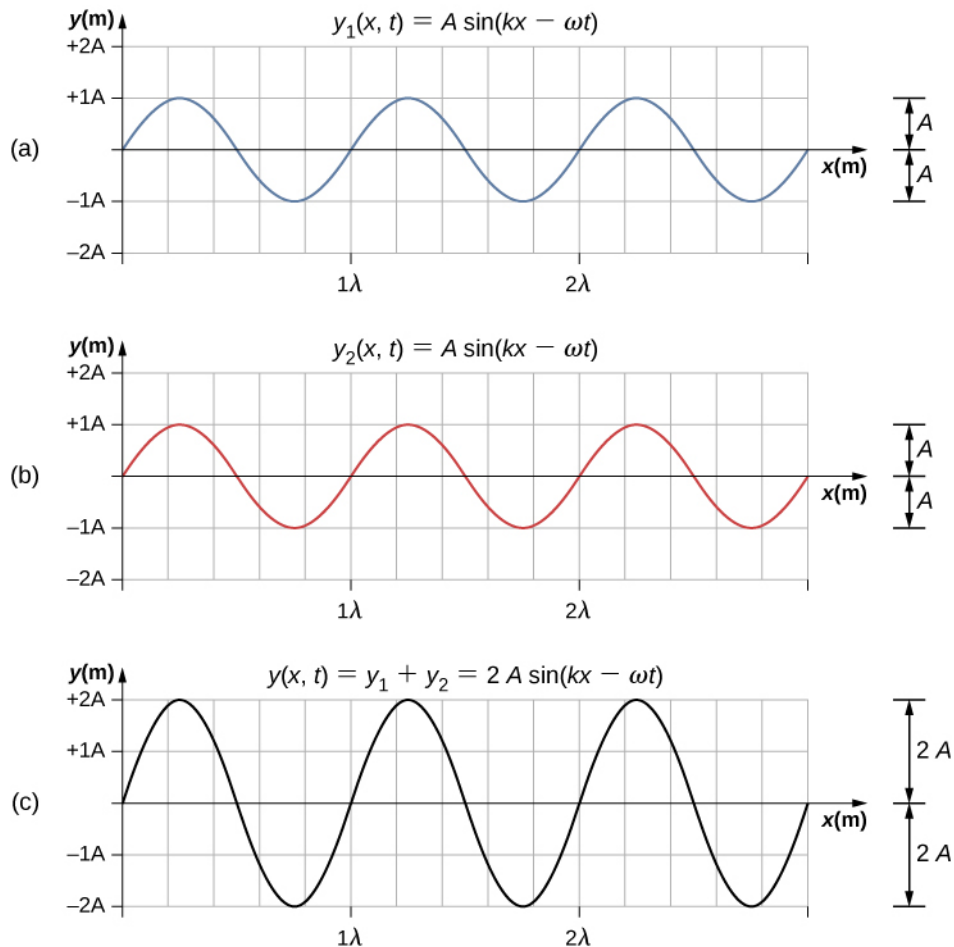 y(m)
y₁(x, t) = A sin(kx − ωt)
+2A
+1A
A
(a)
x(m)
A
–1A
–2A
1λ 2λ
y(m)
y₂(x, t) = A sin(kx − ωt)
+2A
+1A
A
(b)
x(m)
A
–1A
–2A
1λ 2λ
y(m)
y(x, t) = y₁ + y₂ = 2 A sin(kx − ωt)
+2A
+1A
2 A
(c)
x(m)
–1A
2 A
–2A
1λ 2λ